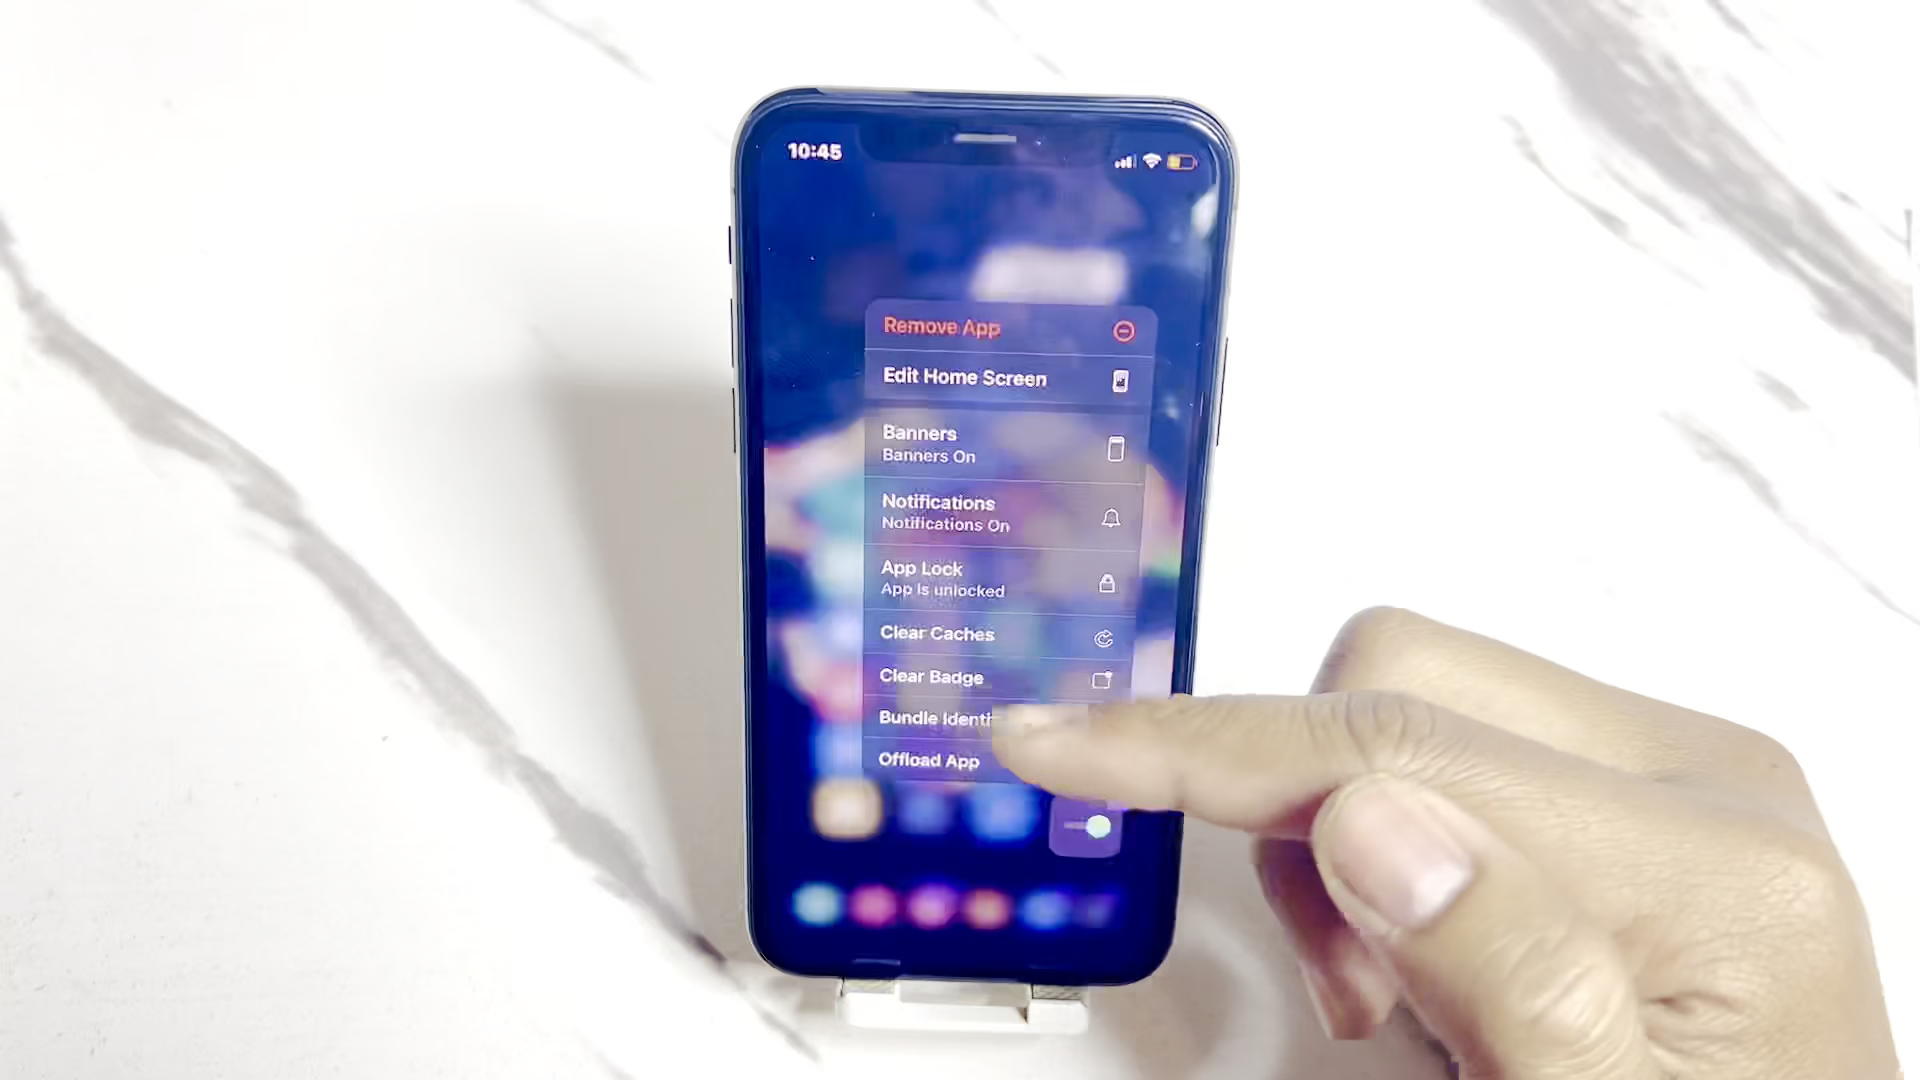 10:45
Remove App
Edit Home Screen
Banners
Banners On
Notifications
Notifications On
App Lock
App is unlocked
Clear Caches
Clear Badge
Bundle
Offload App